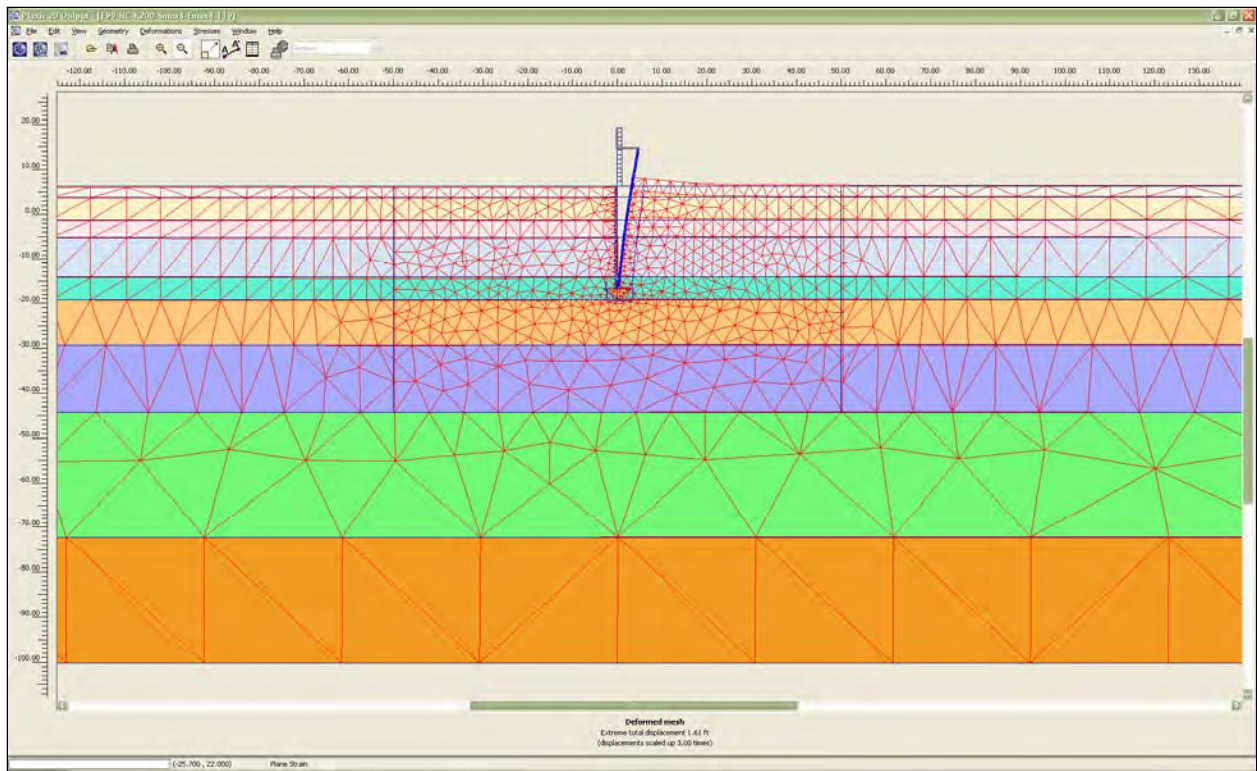 Plaxis 2D Output
File Edit View Geometry Deformations Stresses Window Help
-120.00 -110.00 -100.00 -90.00 -80.00 -70.00 -60.00 -50.00 -40.00 -30.00 -20.00 -10.00 0.00 10.00 20.00 30.00 40.00 50.00 60.00 70.00 80.00 90.00 100.00 110.00 120.00 130.00
20.00
10.00
0.00
-10.00
-20.00
-30.00
-40.00
-50.00
-60.00
-70.00
-80.00
-90.00
-100.00
Deformed mesh
Extreme total displacement 1.61 ft
(displacements scaled up 3.00 times)
(-25.700 , 22.000) Plane Strain